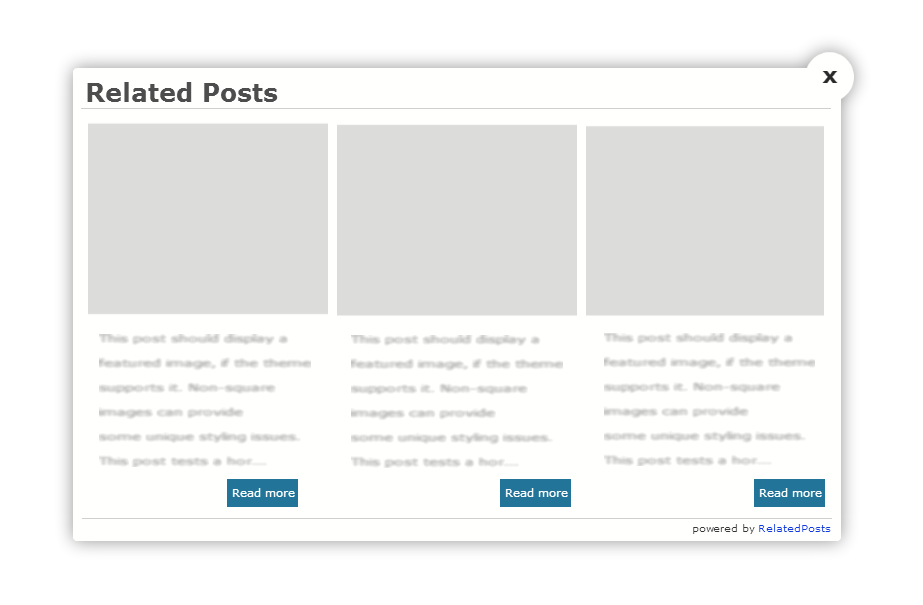 x
Related Posts
This post should display a
featured image, if the theme
supports it. Non-square
images can provide
some unique styling issues.
This post tests a hor...
Read more
This post should display a
featured image, if the theme
supports it. Non-square
images can provide
some unique styling issues.
This post tests a hor...
Read more
This post should display a
featured image, if the theme
supports it. Non-square
images can provide
some unique styling issues.
This post tests a hor...
Read more
powered by RelatedPosts